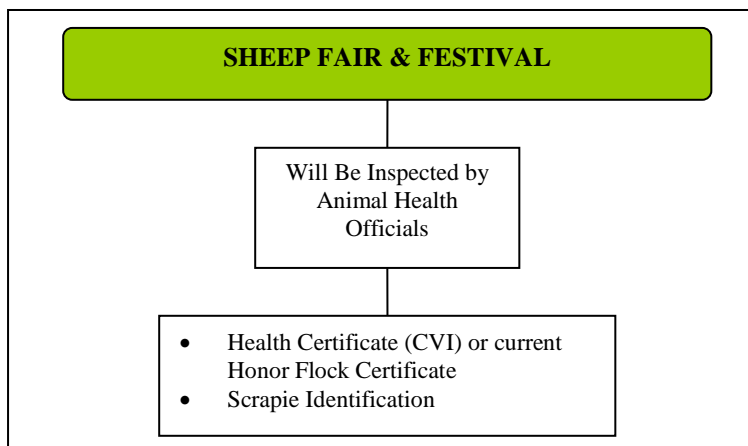 SHEEP FAIR & FESTIVAL
Will Be Inspected by
Animal Health
Officials
• Health Certificate (CVI) or current
Honor Flock Certificate
• Scrapie Identification